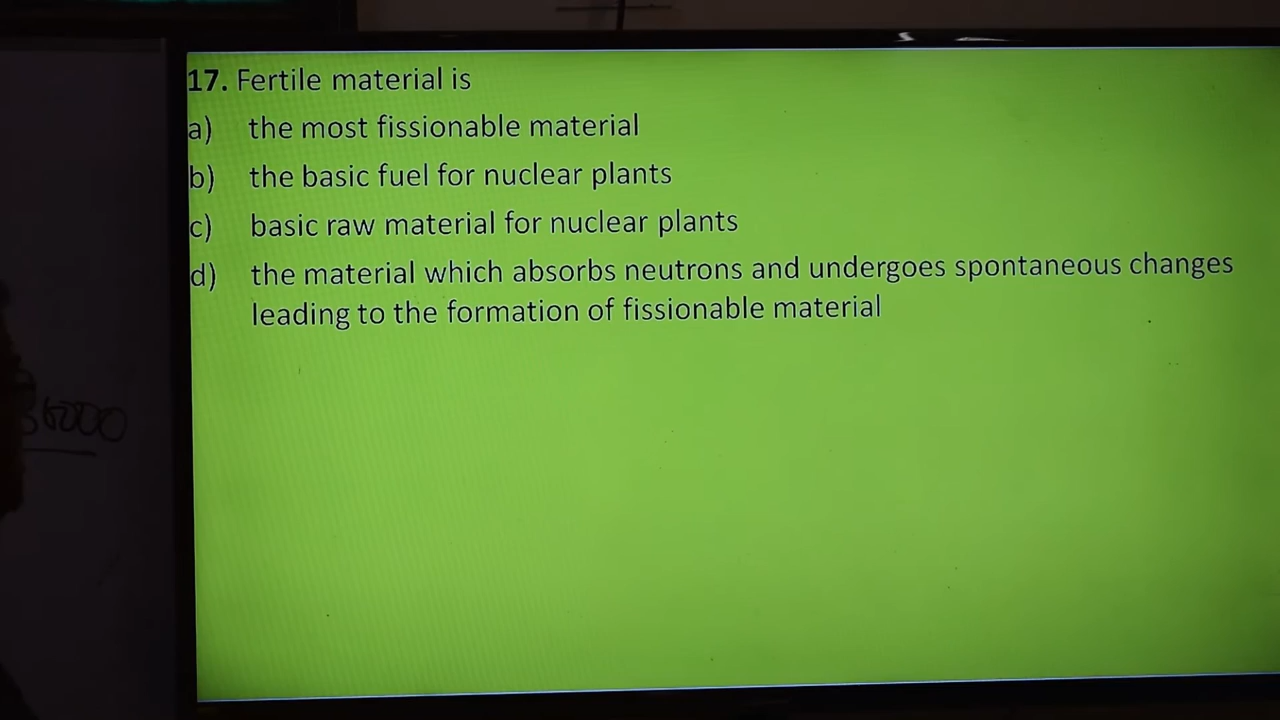 17. Fertile material is
a) the most fissionable material
b) the basic fuel for nuclear plants
c) basic raw material for nuclear plants
d) the material which absorbs neutrons and undergoes spontaneous changes
leading to the formation of fissionable material